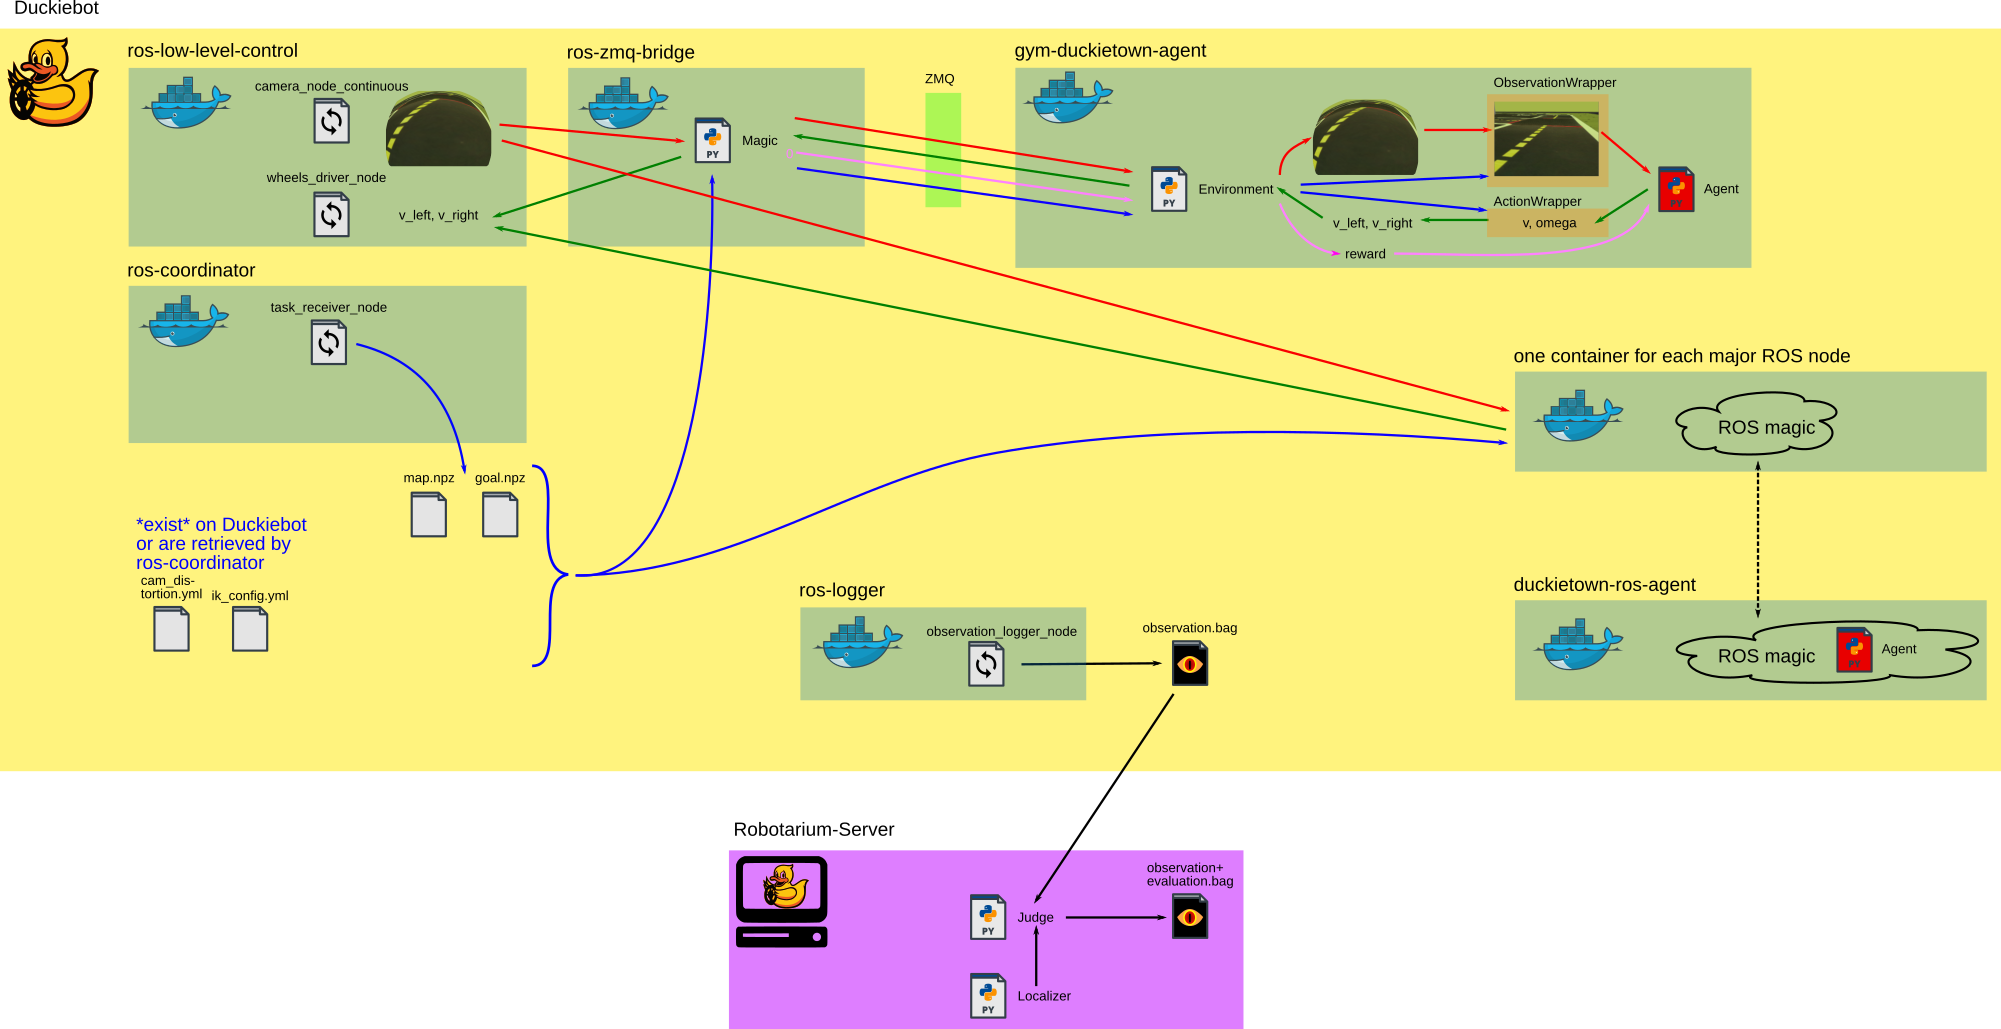 Duckiebot
ros-low-level-control
camera_node_continuous
wheels_driver_node
v_left, v_right
ros-zmq-bridge
PY
Magic
ZMQ
gym-duckietown-agent
PY
Environment
ObservationWrapper
ActionWrapper
v, omega
v_left, v_right
reward
PY
Agent
ros-coordinator
task_receiver_node
map.npz
goal.npz
*exist* on Duckiebot
or are retrieved by
ros-coordinator
cam_dis-
tortion.yml
ik_config.yml
one container for each major ROS node
ROS magic
duckietown-ros-agent
ROS magic
PY
Agent
ros-logger
observation_logger_node
observation.bag
Robotarium-Server
PY
Judge
observation+
evaluation.bag
PY
Localizer